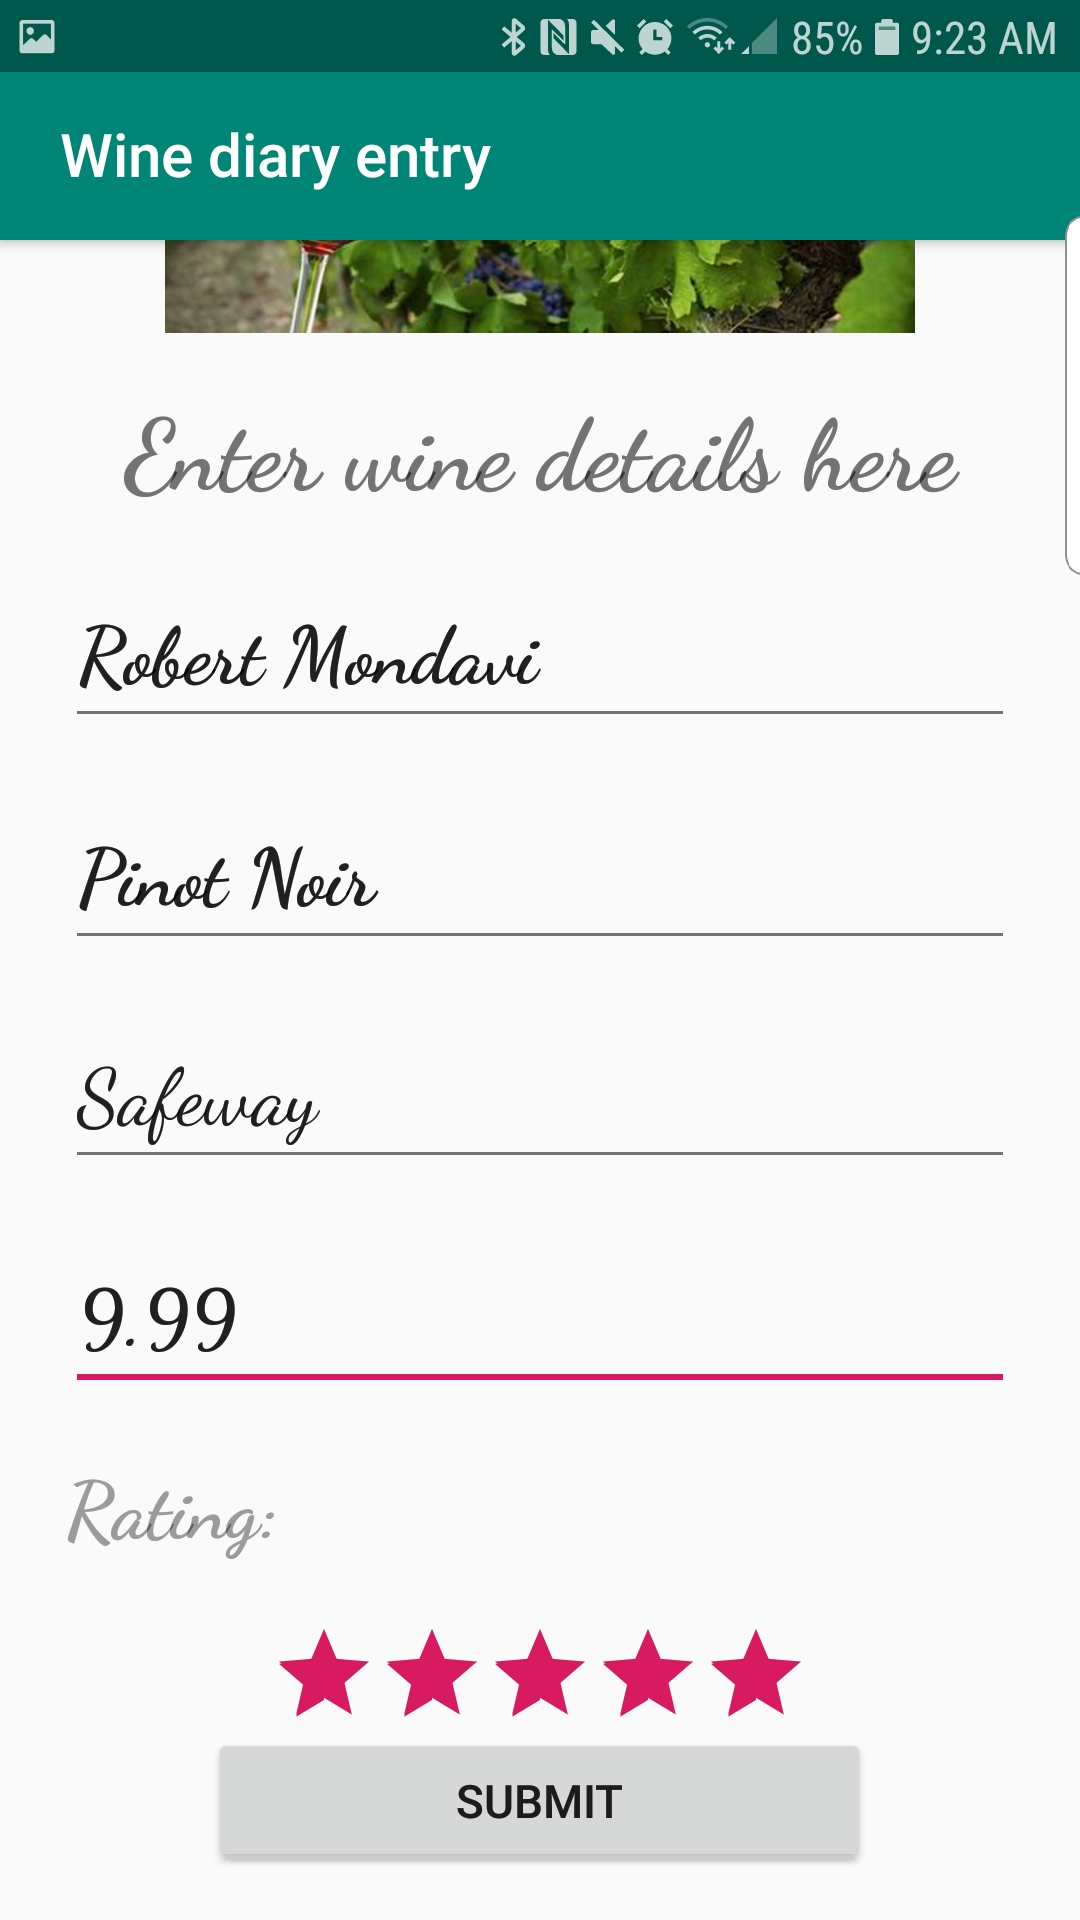 85% 9:23 AM
Wine diary entry
Enter wine details here
Robert Mondavi
Pinot Noir
Safeway
9.99
Rating:
SUBMIT